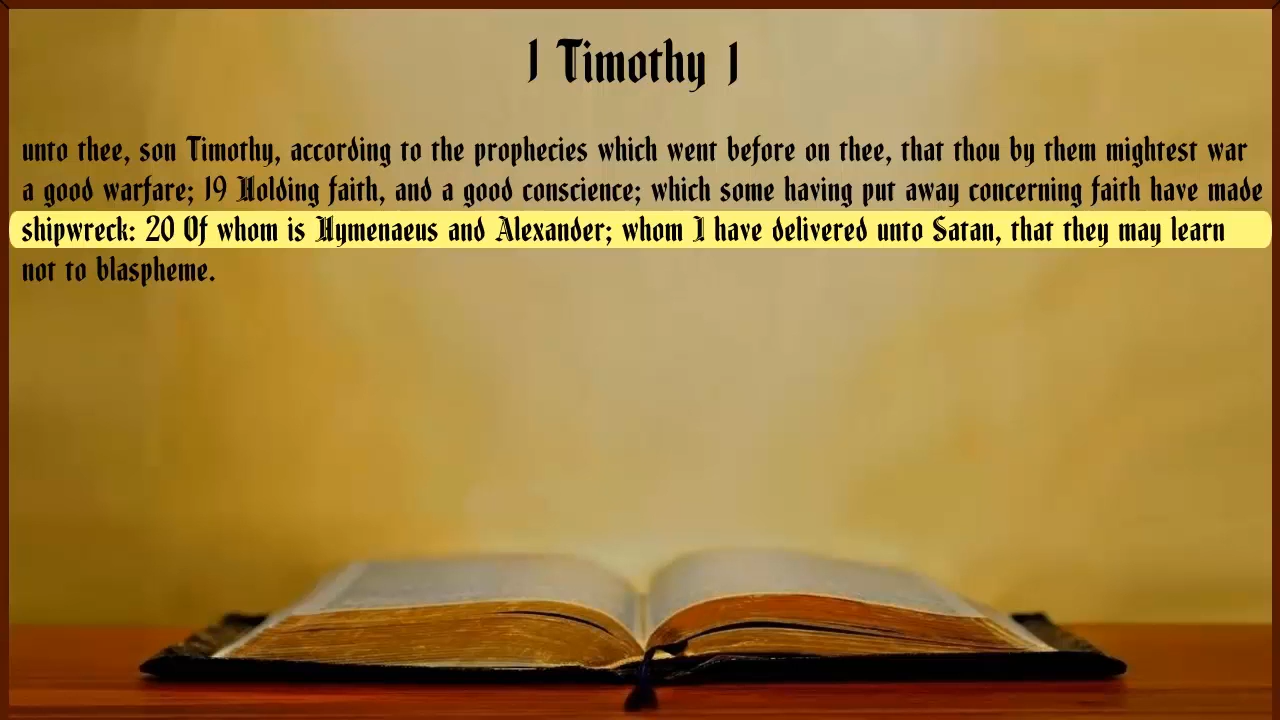 1 Timothy 1
unto thee, son Timothy, according to the prophecies which went before on thee, that thou by them mightest war
a good warfare; 19 Holding faith, and a good conscience; which some having put away concerning faith have made
shipwreck: 20 Of whom is Hymenaeus and Alexander; whom I have delivered unto Satan, that they may learn
not to blaspheme.